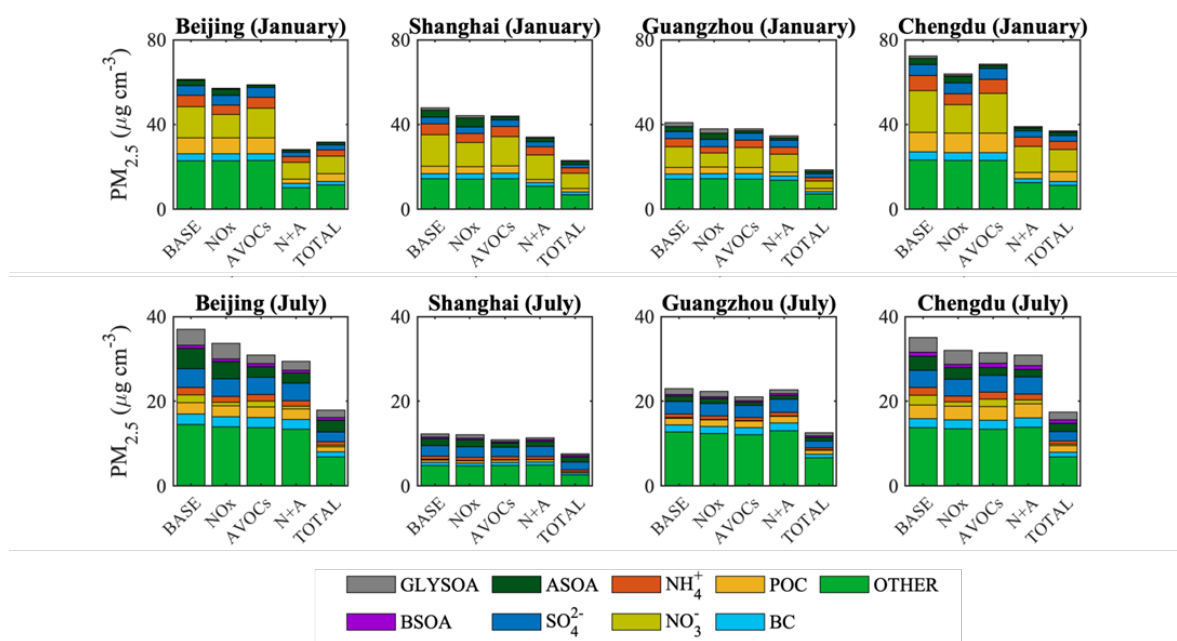 Beijing (January) Shanghai (January) Guangzhou (January) Chengdu (January)
PM2.5 (μg cm-3)
80 80 80 80
40 40 40 40
0 0 0 0
BASE NOx AVOCs N+A TOTAL BASE NOx AVOCs N+A TOTAL BASE NOx AVOCs N+A TOTAL BASE NOx AVOCs N+A TOTAL
Beijing (July) Shanghai (July) Guangzhou (July) Chengdu (July)
PM2.5 (μg cm-3)
40 40 40 40
20 20 20 20
0 0 0 0
BASE NOx AVOCs N+A TOTAL BASE NOx AVOCs N+A TOTAL BASE NOx AVOCs N+A TOTAL BASE NOx AVOCs N+A TOTAL
GLYSOA ASOA NH4+ POC OTHER
BSOA SO42- NO3- BC